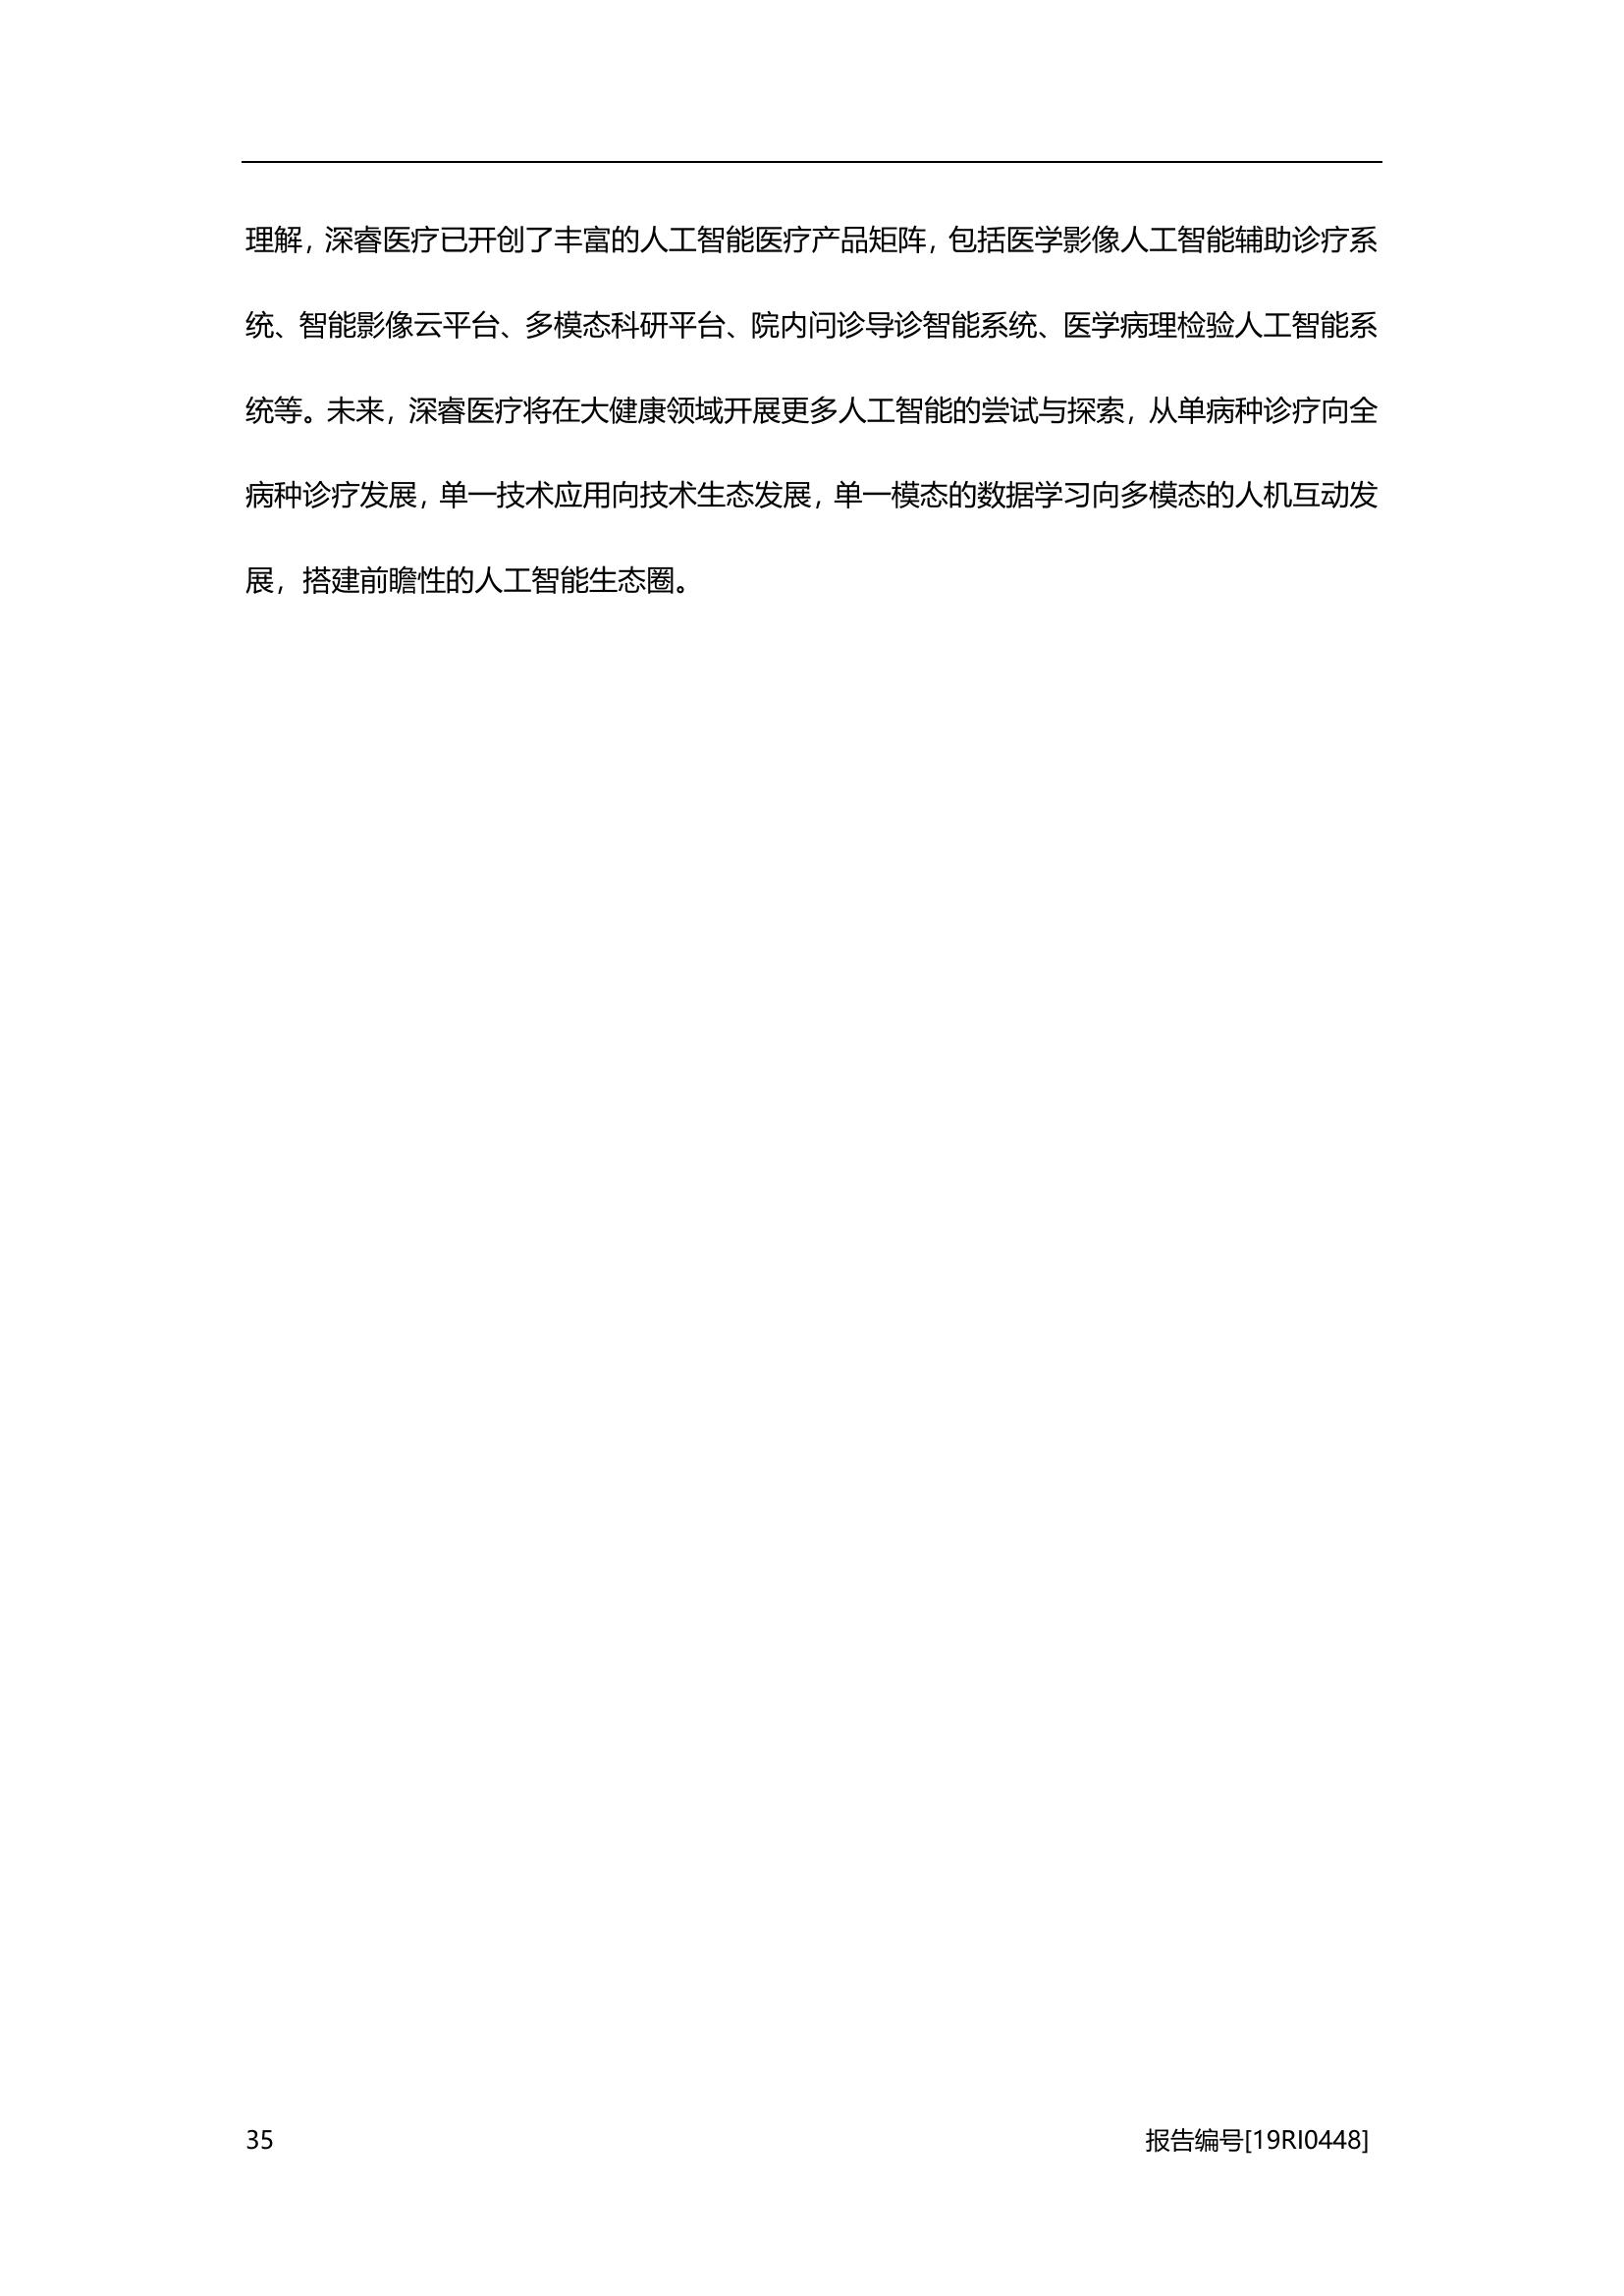 理解，深睿医疗已开创了丰富的人工智能医疗产品矩阵，包括医学影像人工智能辅助诊疗系
统、智能影像云平台、多模态科研平台、院内问诊导诊智能系统、医学病理检验人工智能系
统等。未来，深睿医疗将在大健康领域开展更多人工智能的尝试与探索，从单病种诊疗向全
病种诊疗发展，单一技术应用向技术生态发展，单一模态的数据学习向多模态的人机互动发
展，搭建前瞻性的人工智能生态圈。
35 报告编号[19RI0448]